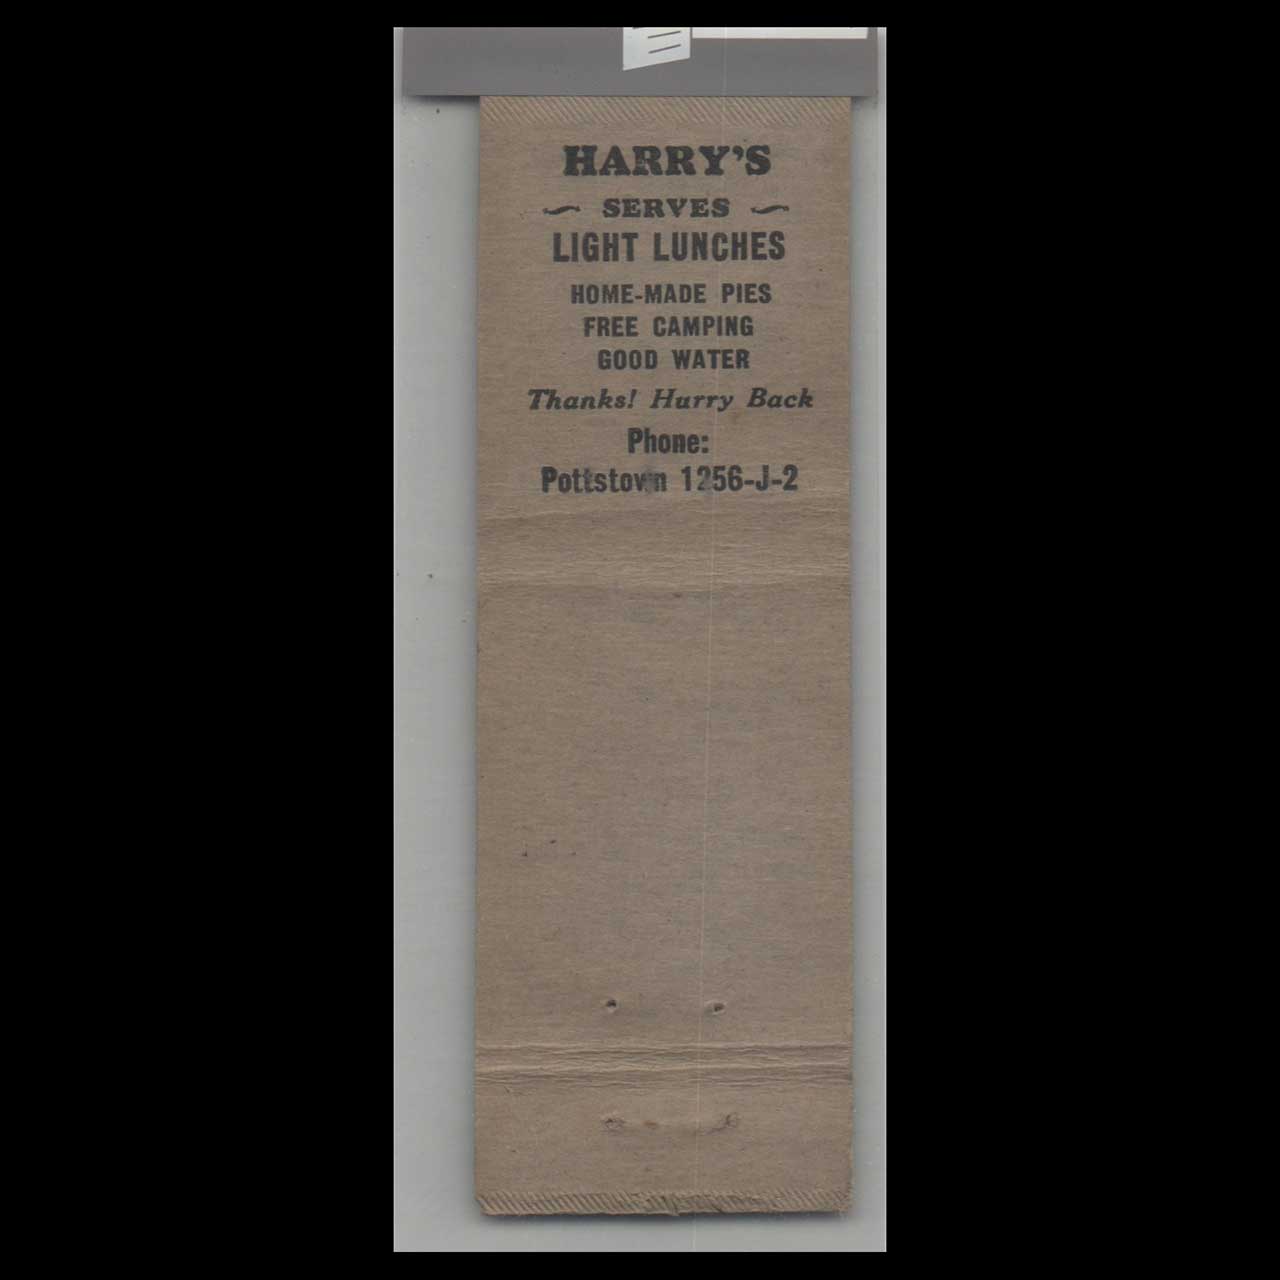 HARRY'S
SERVES
LIGHT LUNCHES
HOME-MADE PIES
FREE CAMPING
GOOD WATER
Thanks! Hurry Back
Phone:
Pottstown 1256-J-2